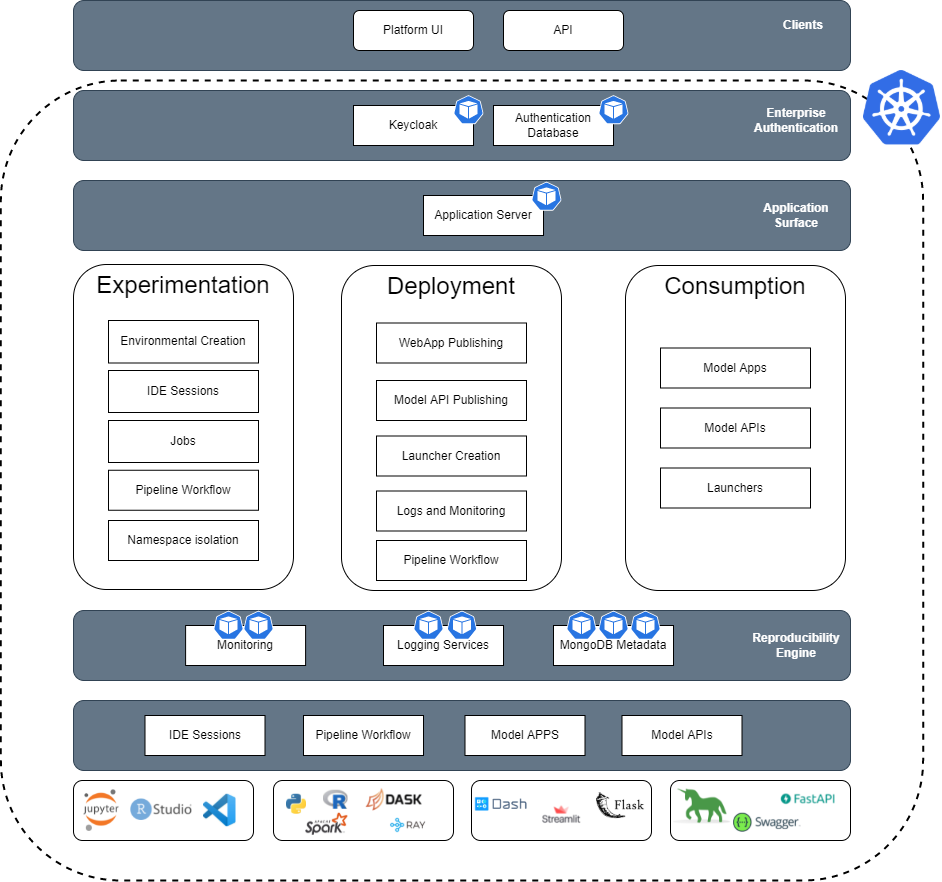 Platform UI
API
Clients
Keycloak
Authentication
Database
Enterprise
Authentication
Application Server
Application
Surface
Experimentation
Environmental Creation
IDE Sessions
Jobs
Pipeline Workflow
Namespace isolation
Deployment
WebApp Publishing
Model API Publishing
Launcher Creation
Logs and Monitoring
Pipeline Workflow
Consumption
Model Apps
Model APIs
Launchers
Monitoring
Logging Services
MongoDB Metadata
Reproducibility
Engine
IDE Sessions
Pipeline Workflow
Model APPS
Model APIs
jupyter
R Studio
R
DASK
APACHE
Spark
RAY
Dash
Streamlit
Flask
FastAPI
Swagger